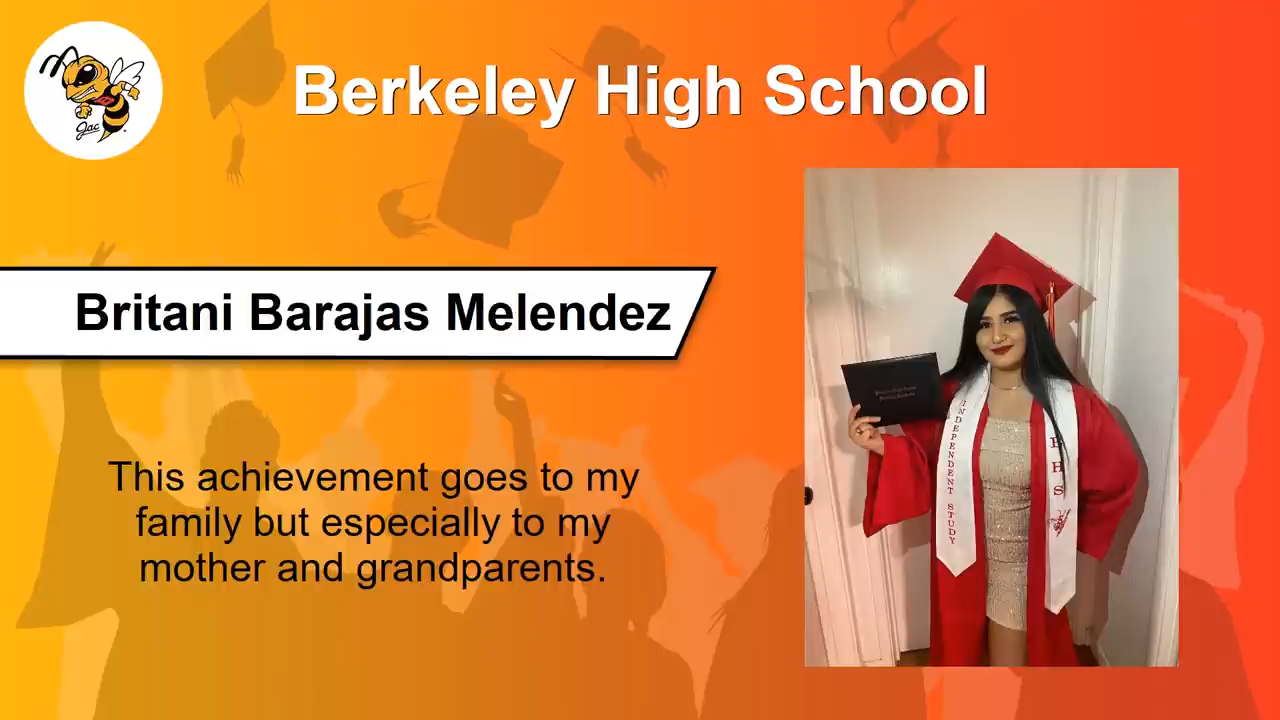 Jac
Berkeley High School
Britani Barajas Melendez
This achievement goes to my
family but especially to my
mother and grandparents.
INDEPENDENT STUDY
BHS